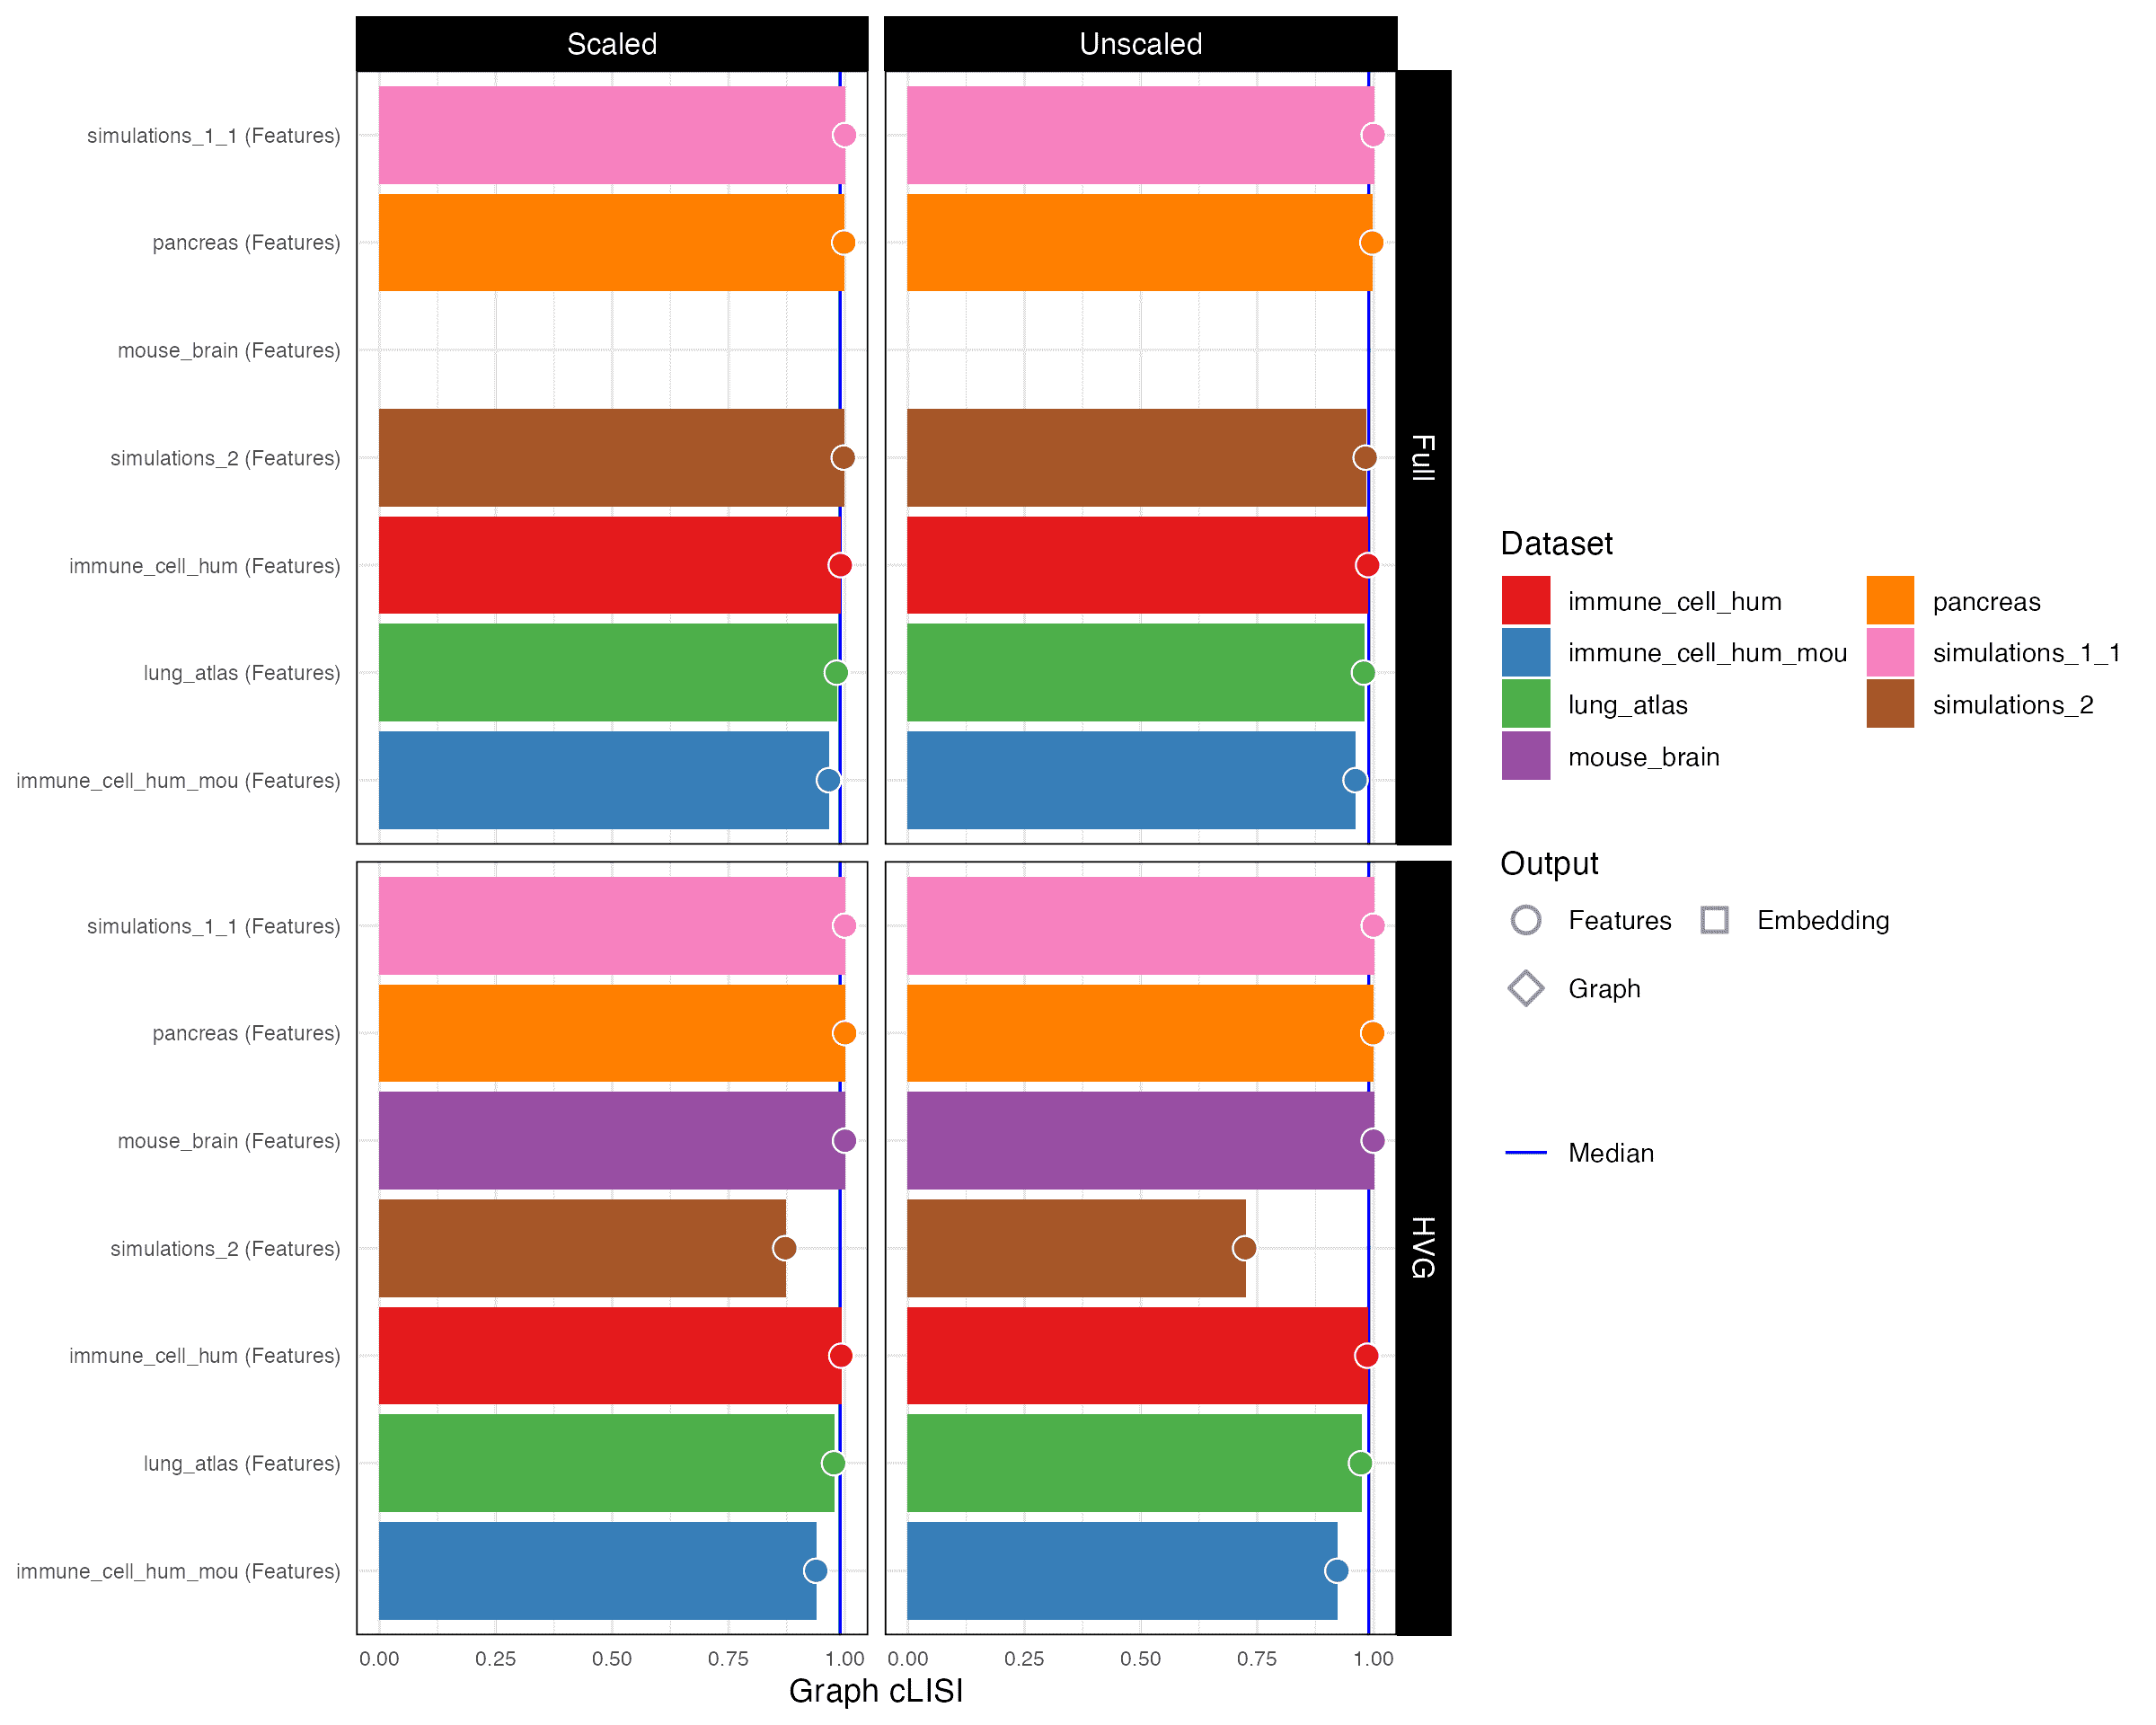 Scaled
Unscaled
simulations_1_1 (Features)
pancreas (Features)
mouse_brain (Features)
simulations_2 (Features)
immune_cell_hum (Features)
lung_atlas (Features)
immune_cell_hum_mou (Features)
Full
simulations_1_1 (Features)
pancreas (Features)
mouse_brain (Features)
simulations_2 (Features)
immune_cell_hum (Features)
lung_atlas (Features)
immune_cell_hum_mou (Features)
HVG
0.00 0.25 0.50 0.75 1.00
0.00 0.25 0.50 0.75 1.00
Graph cLISI
Dataset
immune_cell_hum
immune_cell_hum_mou
lung_atlas
mouse_brain
pancreas
simulations_1_1
simulations_2
Output
Features
Embedding
Graph
Median